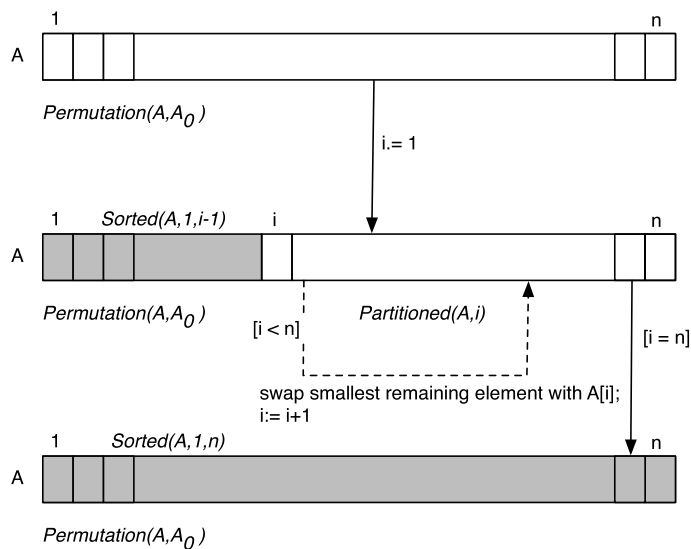 1 n
A
Permutation(A,A0 )
i.= 1
1 Sorted(A,1,i-1) i n
A
Permutation(A,A0 ) [i < n] Partitioned(A,i) [i = n]
swap smallest remaining element with A[i];
i:= i+1
1 Sorted(A,1,n) n
A
Permutation(A,A0 )